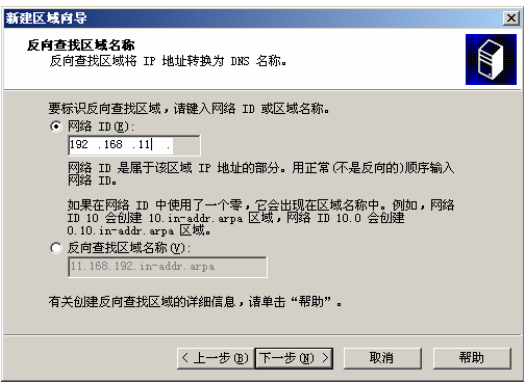 新建区域向导
反向查找区域名称
反向查找区域将 IP 地址转换为 DNS 名称。
要标识反向查找区域，请键入网络 ID 或区域名称。
网络 ID(E):
192 .168 .11 .
网络 ID 是属于该区域 IP 地址的部分。用正常(不是反向的)顺序输入
网络 ID。
如果在网络 ID 中使用了一个零，它会出现在区域名称中。例如，网络
ID 10 会创建 10.in-addr.arpa 区域，网络 ID 10.0 会创建
0.10.in-addr.arpa 区域。
反向查找区域名称(V):
11.168.192.in-addr.arpa
有关创建反向查找区域的详细信息，请单击“帮助”。
< 上一步(B) 下一步(N) > 取消 帮助